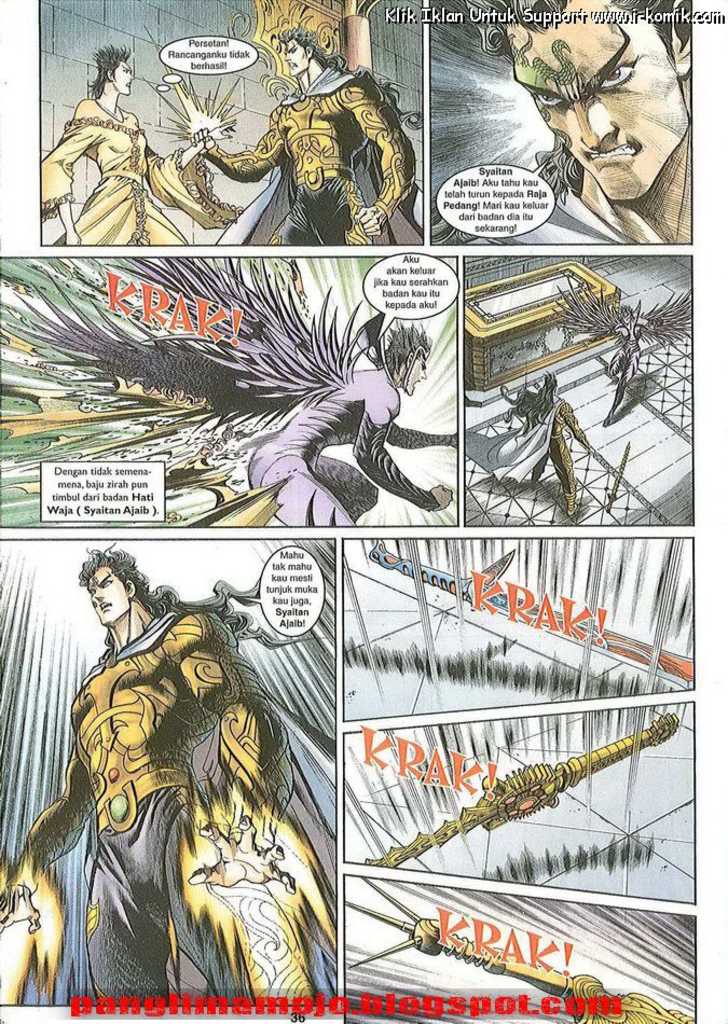 Klik Iklan Untuk Support www.i-komik.com
Persetan!
Rancanganku tidak
berhasil!
Syaitan
Ajaib! Aku tahu kau
telah turun kepada Raja
Pedang! Mari kau keluar
dari badan dia itu
sekarang!
KRAK!
Aku
akan keluar
jika kau serahkan
badan kau itu
kepada aku!
Dengan tidak semena-
mena, baju zirah pun
timbul dari badan Hati
Waja ( Syaitan Ajaib ).
Mahu
tak mahu
kau mesti
tunjuk muka
kau juga,
Syaitan
Ajaib!
KRAK!
KRAK!
KRAK!
panglimamojo.blogspot.com
36